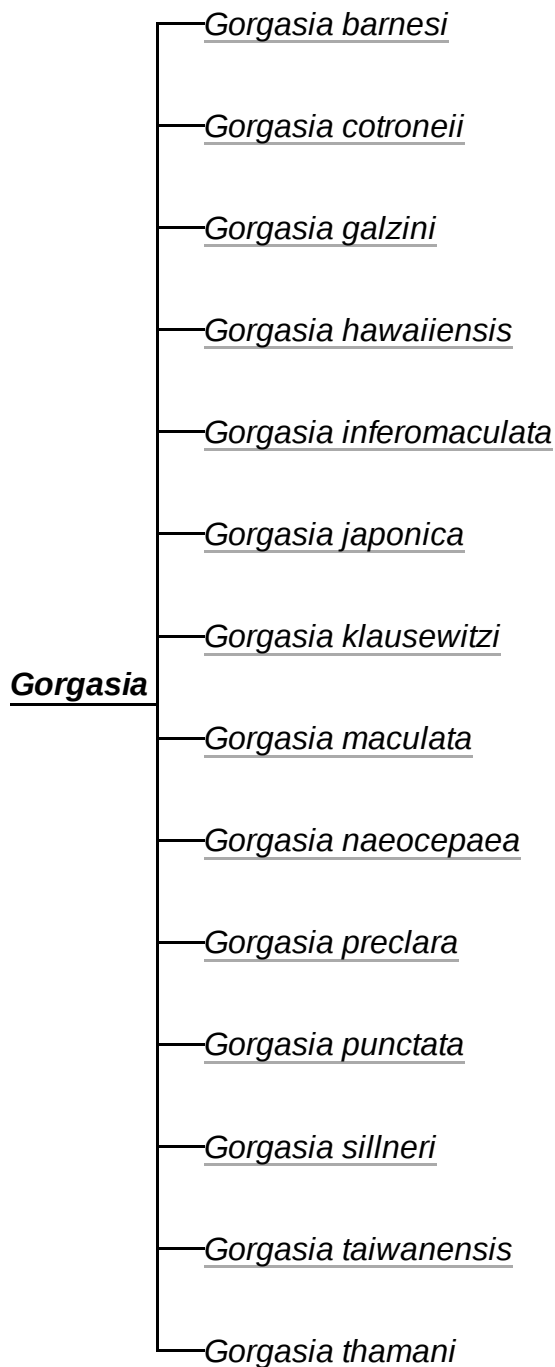 Gorgasia barnesi
Gorgasia cotroneii
Gorgasia galzini
Gorgasia hawaiiensis
Gorgasia inferomaculata
Gorgasia japonica
Gorgasia klausewitzi
Gorgasia
Gorgasia maculata
Gorgasia naeocepaea
Gorgasia preclara
Gorgasia punctata
Gorgasia sillneri
Gorgasia taiwanensis
Gorgasia thamani